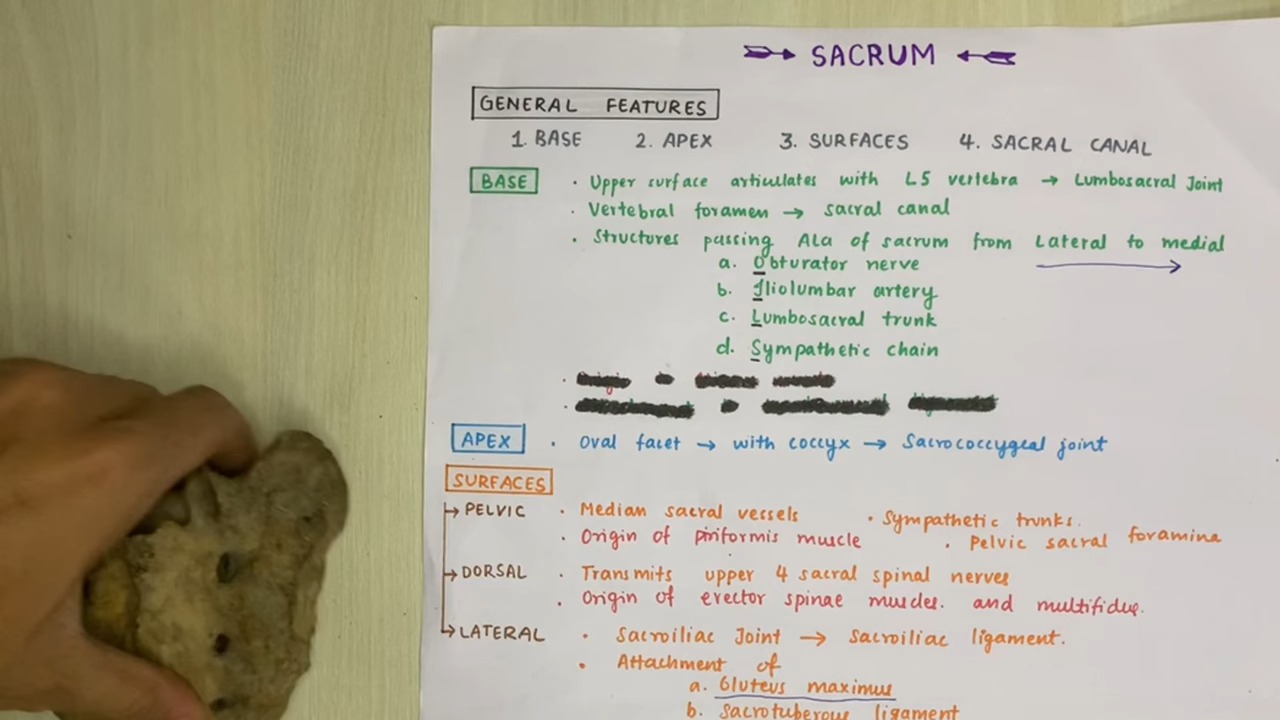 SACRUM
GENERAL FEATURES
1. BASE 2. APEX 3. SURFACES 4. SACRAL CANAL
BASE · Upper surface articulates with L5 vertebra → Lumbosacral Joint
· Vertebral foramen → sacral canal
· Structures passing Ala of sacrum from Lateral to medial
a. Obturator nerve
b. Iliolumbar artery
c. Lumbosacral trunk
d. Sympathetic chain
APEX · Oval facet → with coccyx → Sacrococcygeal joint
SURFACES
→ PELVIC · Median sacral vessels · Sympathetic trunks.
· Origin of piriformis muscle · Pelvic sacral foramina
→ DORSAL · Transmits upper 4 sacral spinal nerves
· Origin of erector spinae muscles. and multifidus.
→ LATERAL · Sacroiliac Joint → Sacroiliac ligament.
· Attachment of
a. Gluteus maximus
b. Sacrotuberous ligament